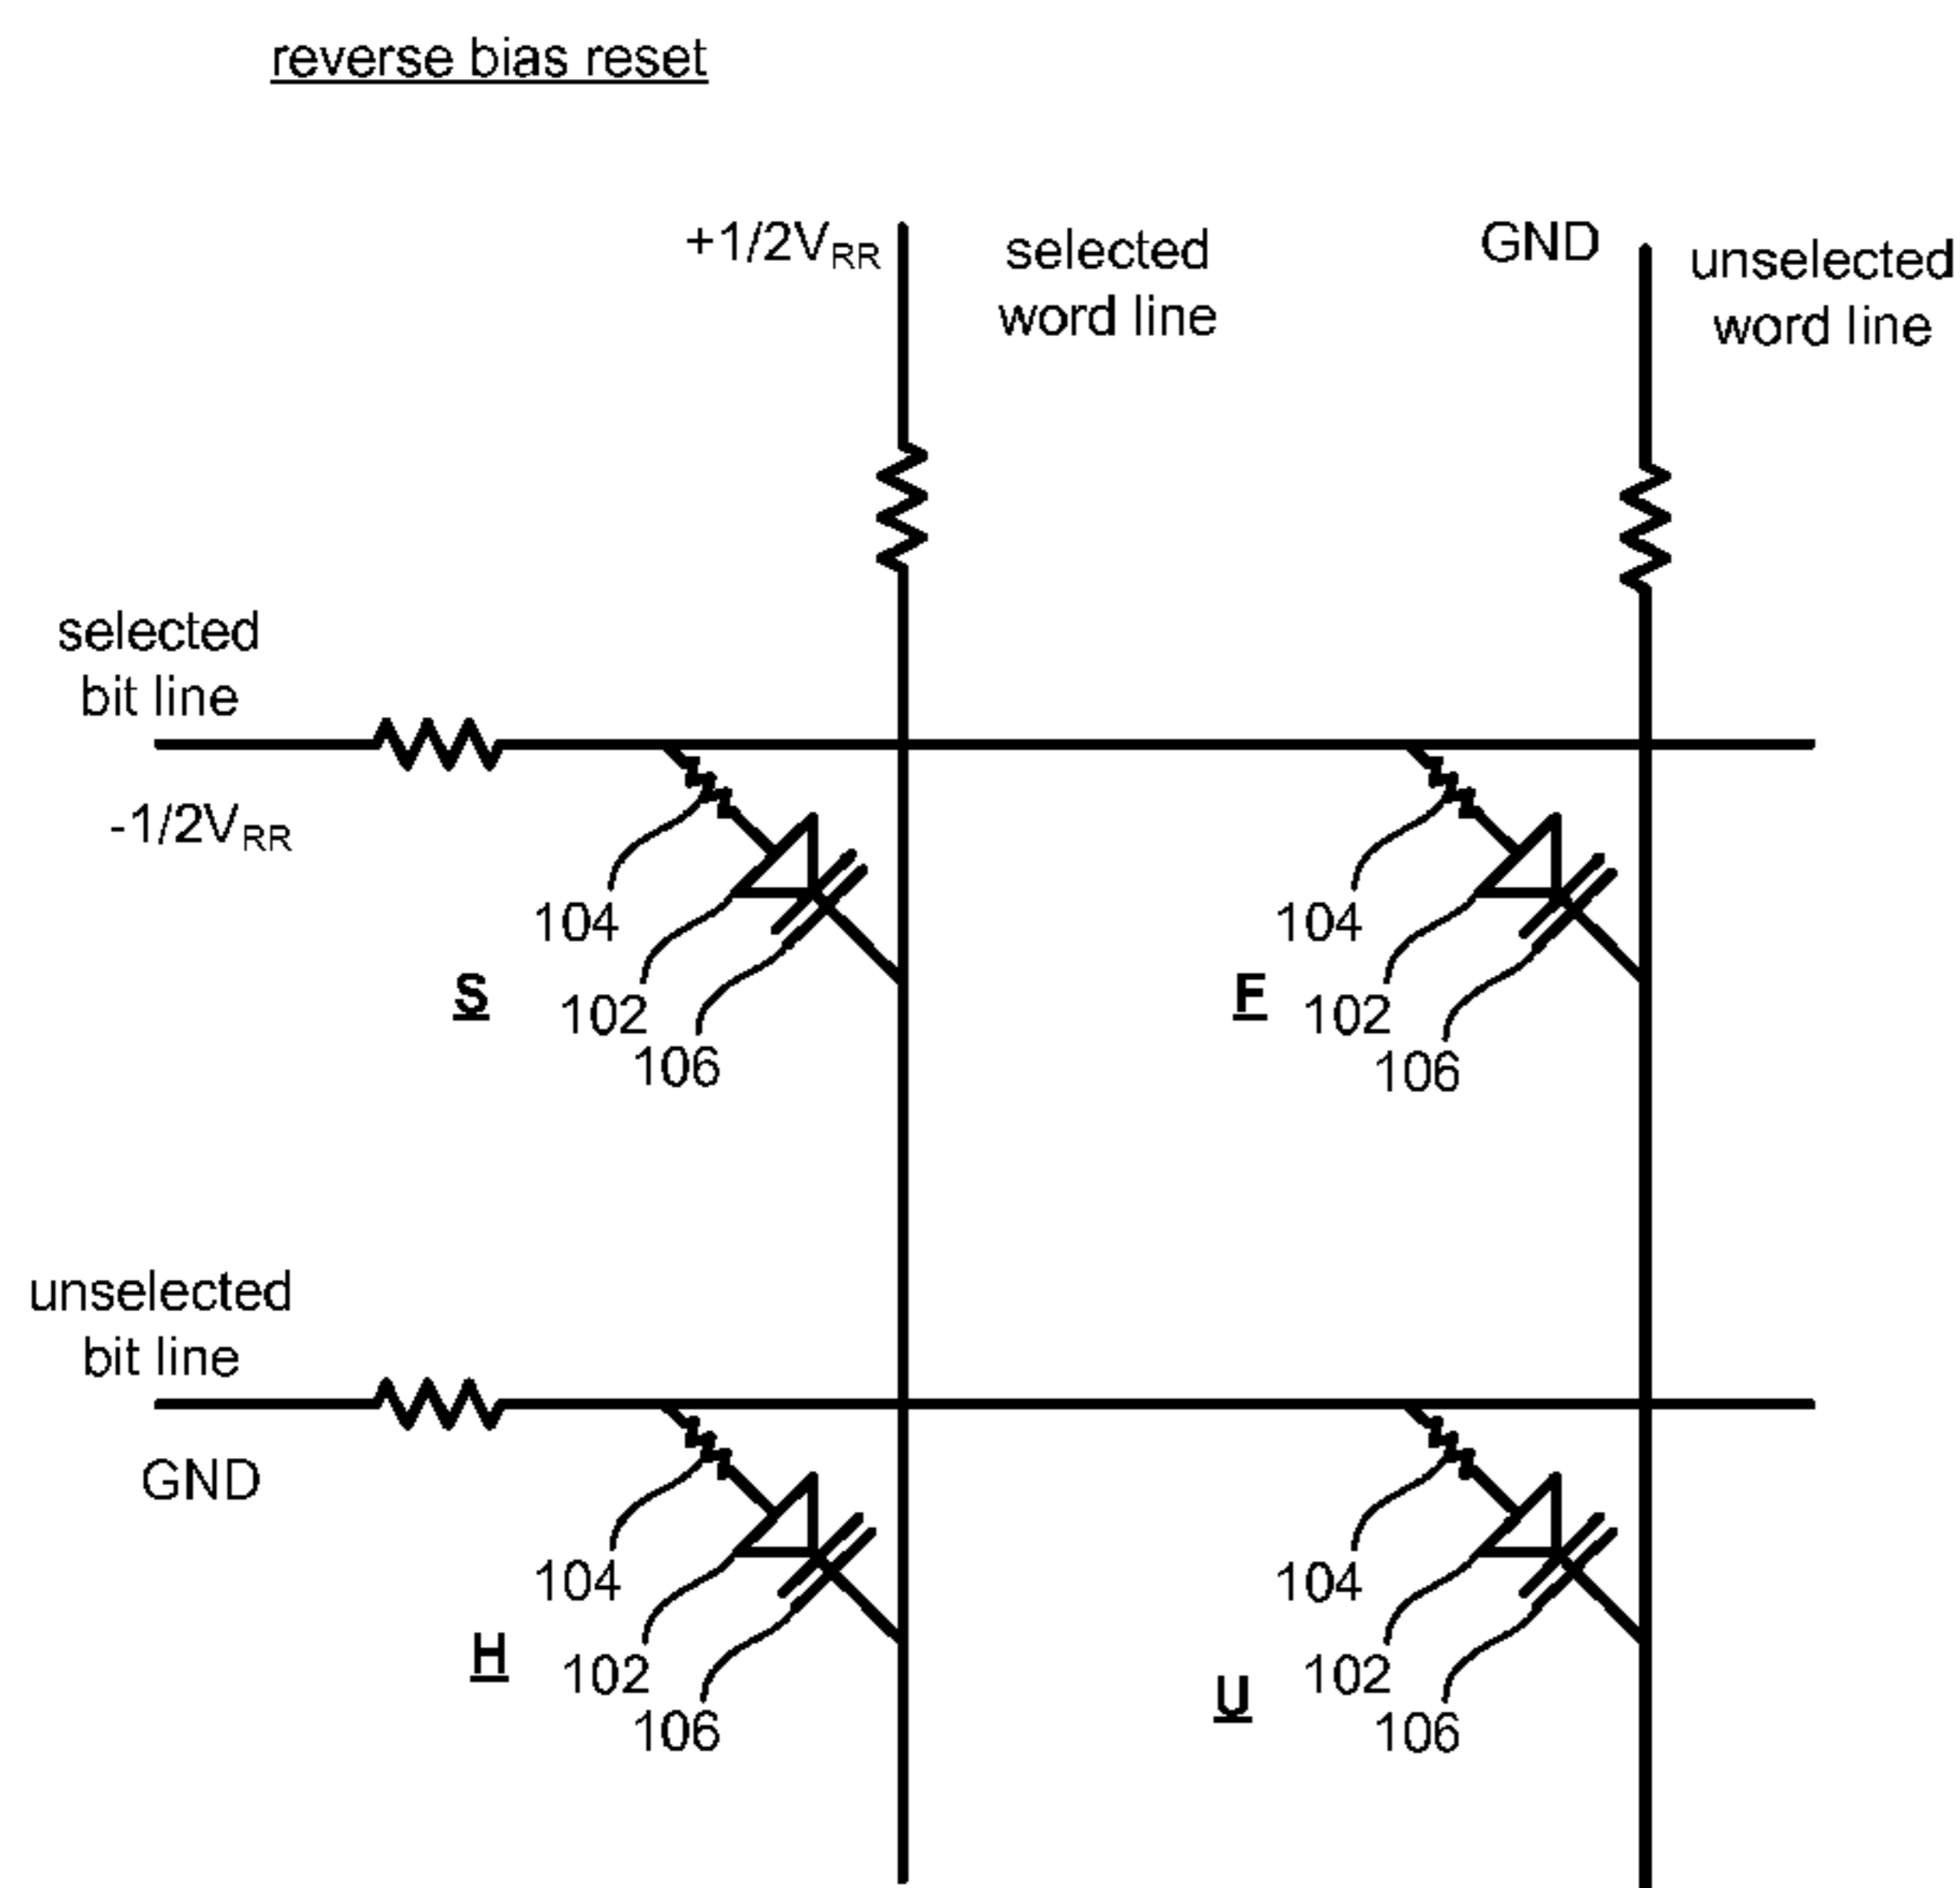 reverse bias reset
+1/2VRR
selected
word line
GND
unselected
word line
selected
bit line
-1/2VRR
104
102
106
S
104
102
106
F
unselected
bit line
GND
104
102
106
H
104
102
106
U